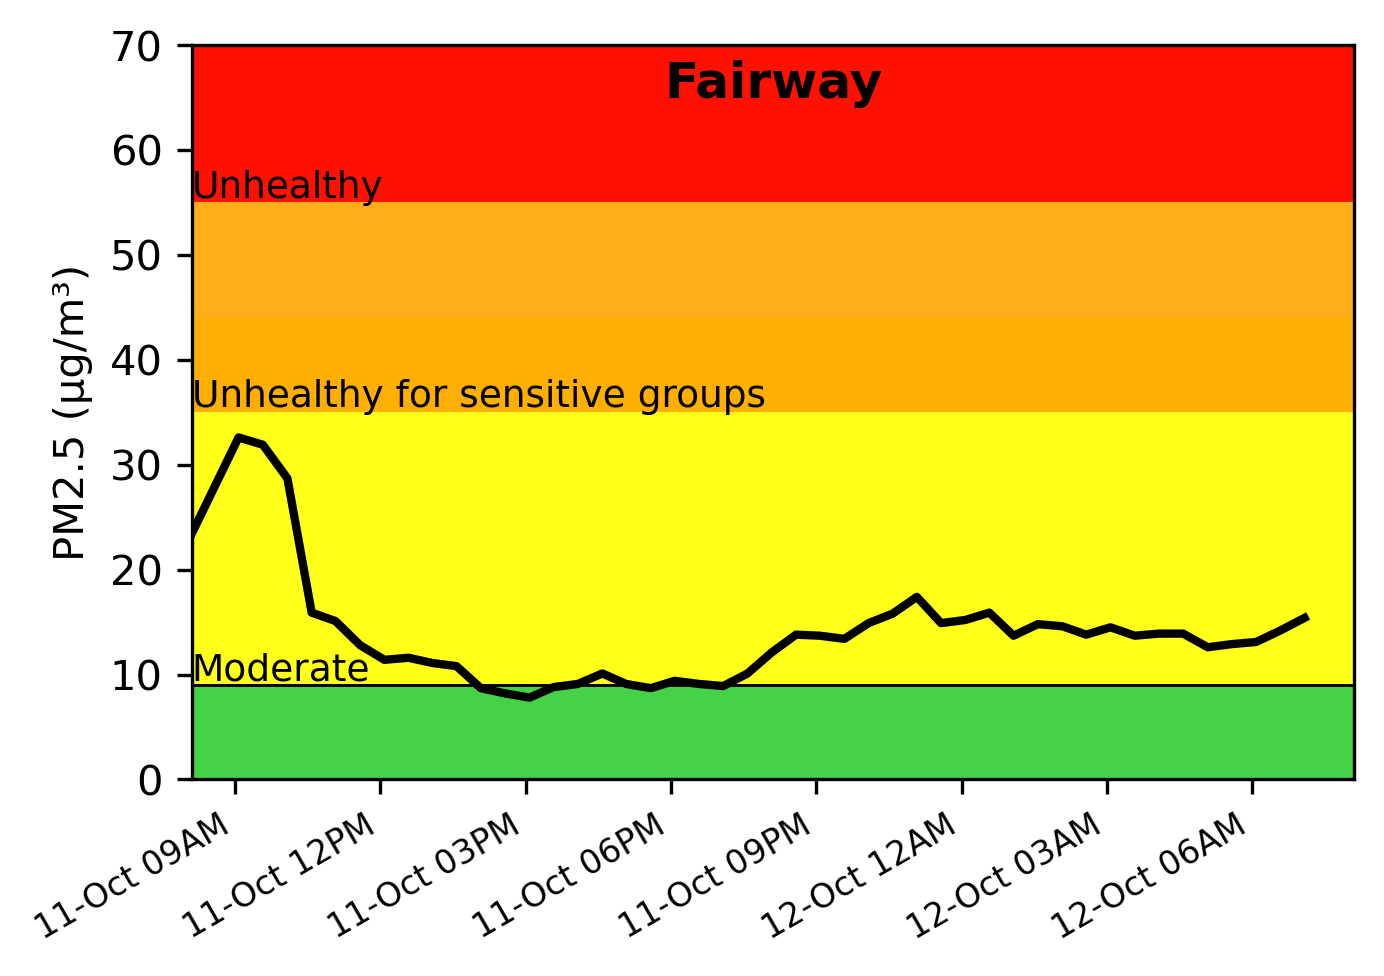 Fairway
PM2.5 (µg/m³)
70
60
50
40
30
20
10
0
Unhealthy
Unhealthy for sensitive groups
Moderate
11-Oct 09AM
11-Oct 12PM
11-Oct 03PM
11-Oct 06PM
11-Oct 09PM
12-Oct 12AM
12-Oct 03AM
12-Oct 06AM